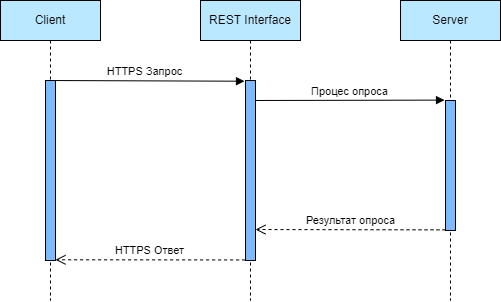 Client
REST Interface
Server
HTTPS Запрос
Процес опроса
Результат опроса
HTTPS Ответ